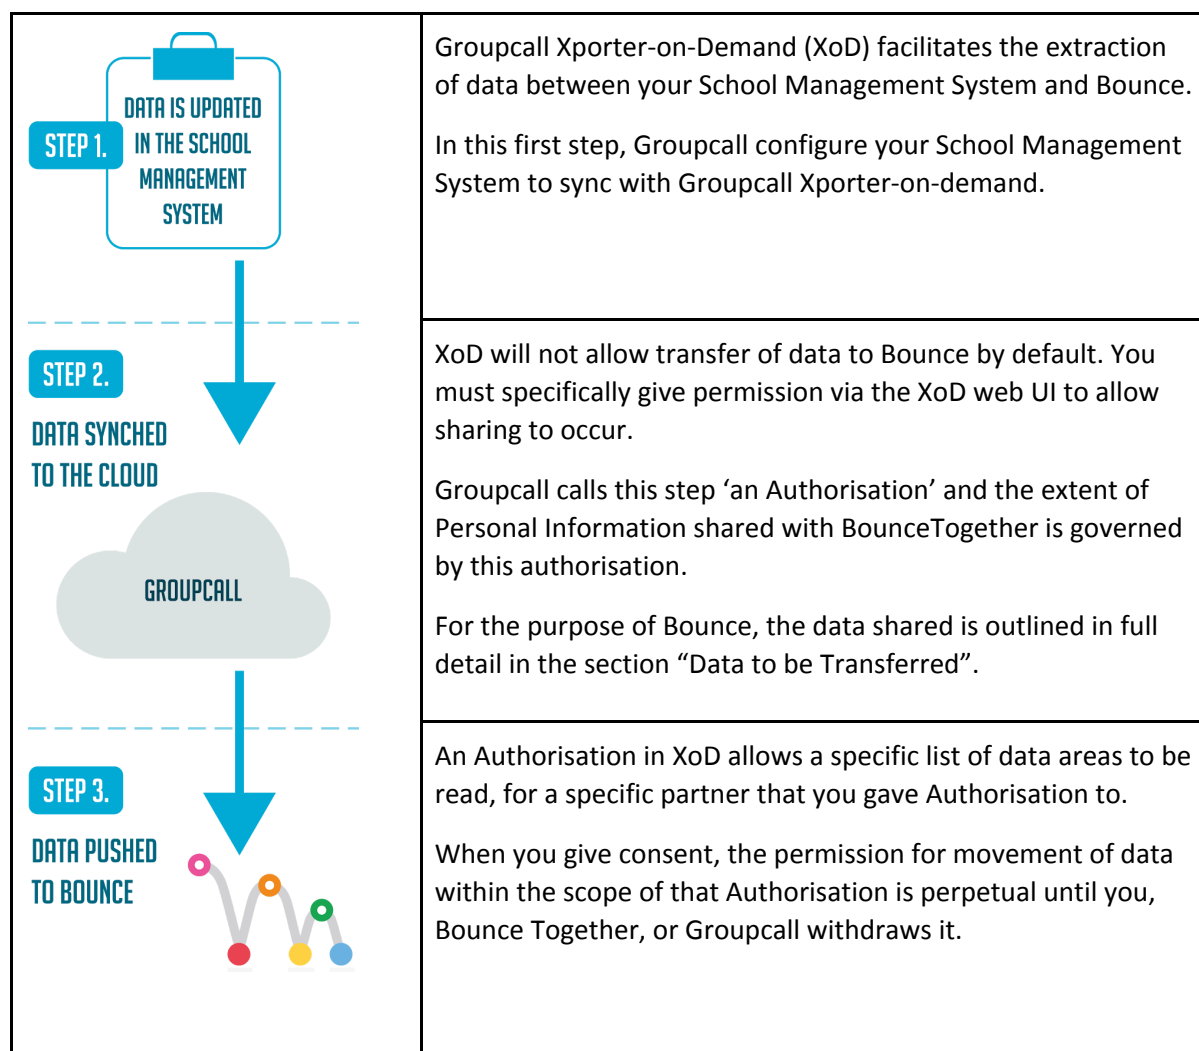 DATA IS UPDATED
IN THE SCHOOL
MANAGEMENT
SYSTEM
STEP 1.
Groupcall Xporter-on-Demand (XoD) facilitates the extraction
of data between your School Management System and Bounce.
In this first step, Groupcall configure your School Management
System to sync with Groupcall Xporter-on-demand.
STEP 2.
DATA SYNCHED
TO THE CLOUD
GROUPCALL
XoD will not allow transfer of data to Bounce by default. You
must specifically give permission via the XoD web UI to allow
sharing to occur.
Groupcall calls this step ‘an Authorisation’ and the extent of
Personal Information shared with BounceTogether is governed
by this authorisation.
For the purpose of Bounce, the data shared is outlined in full
detail in the section “Data to be Transferred”.
STEP 3.
DATA PUSHED
TO BOUNCE
An Authorisation in XoD allows a specific list of data areas to be
read, for a specific partner that you gave Authorisation to.
When you give consent, the permission for movement of data
within the scope of that Authorisation is perpetual until you,
Bounce Together, or Groupcall withdraws it.